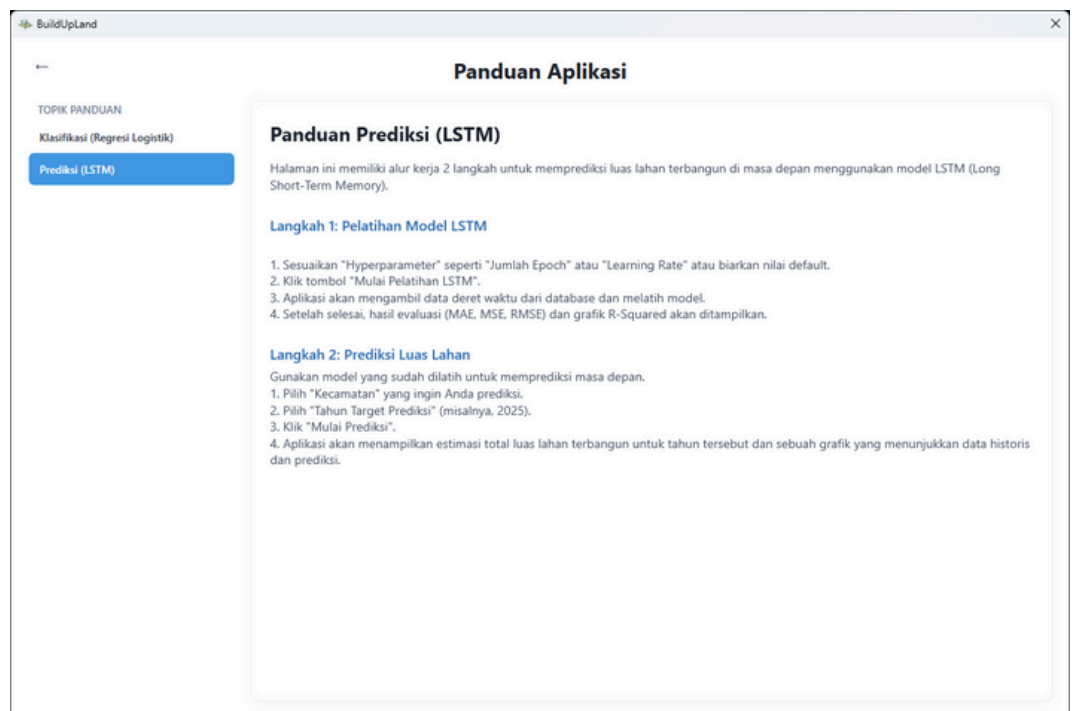 BuildUpLand
Panduan Aplikasi
TOPIK PANDUAN
Klasifikasi (Regresi Logistik)
Prediksi (LSTM)
Panduan Prediksi (LSTM)
Halaman ini memiliki alur kerja 2 langkah untuk memprediksi luas lahan terbangun di masa depan menggunakan model LSTM (Long
Short-Term Memory).
Langkah 1: Pelatihan Model LSTM
1. Sesuaikan "Hyperparameter" seperti "Jumlah Epoch" atau "Learning Rate" atau biarkan nilai default.
2. Klik tombol "Mulai Pelatihan LSTM".
3. Aplikasi akan mengambil data deret waktu dari database dan melatih model.
4. Setelah selesai, hasil evaluasi (MAE, MSE, RMSE) dan grafik R-Squared akan ditampilkan.
Langkah 2: Prediksi Luas Lahan
Gunakan model yang sudah dilatih untuk memprediksi masa depan.
1. Pilih "Kecamatan" yang ingin Anda prediksi.
2. Pilih "Tahun Target Prediksi" (misalnya, 2025).
3. Klik "Mulai Prediksi".
4. Aplikasi akan menampilkan estimasi total luas lahan terbangun untuk tahun tersebut dan sebuah grafik yang menunjukkan data historis
dan prediksi.